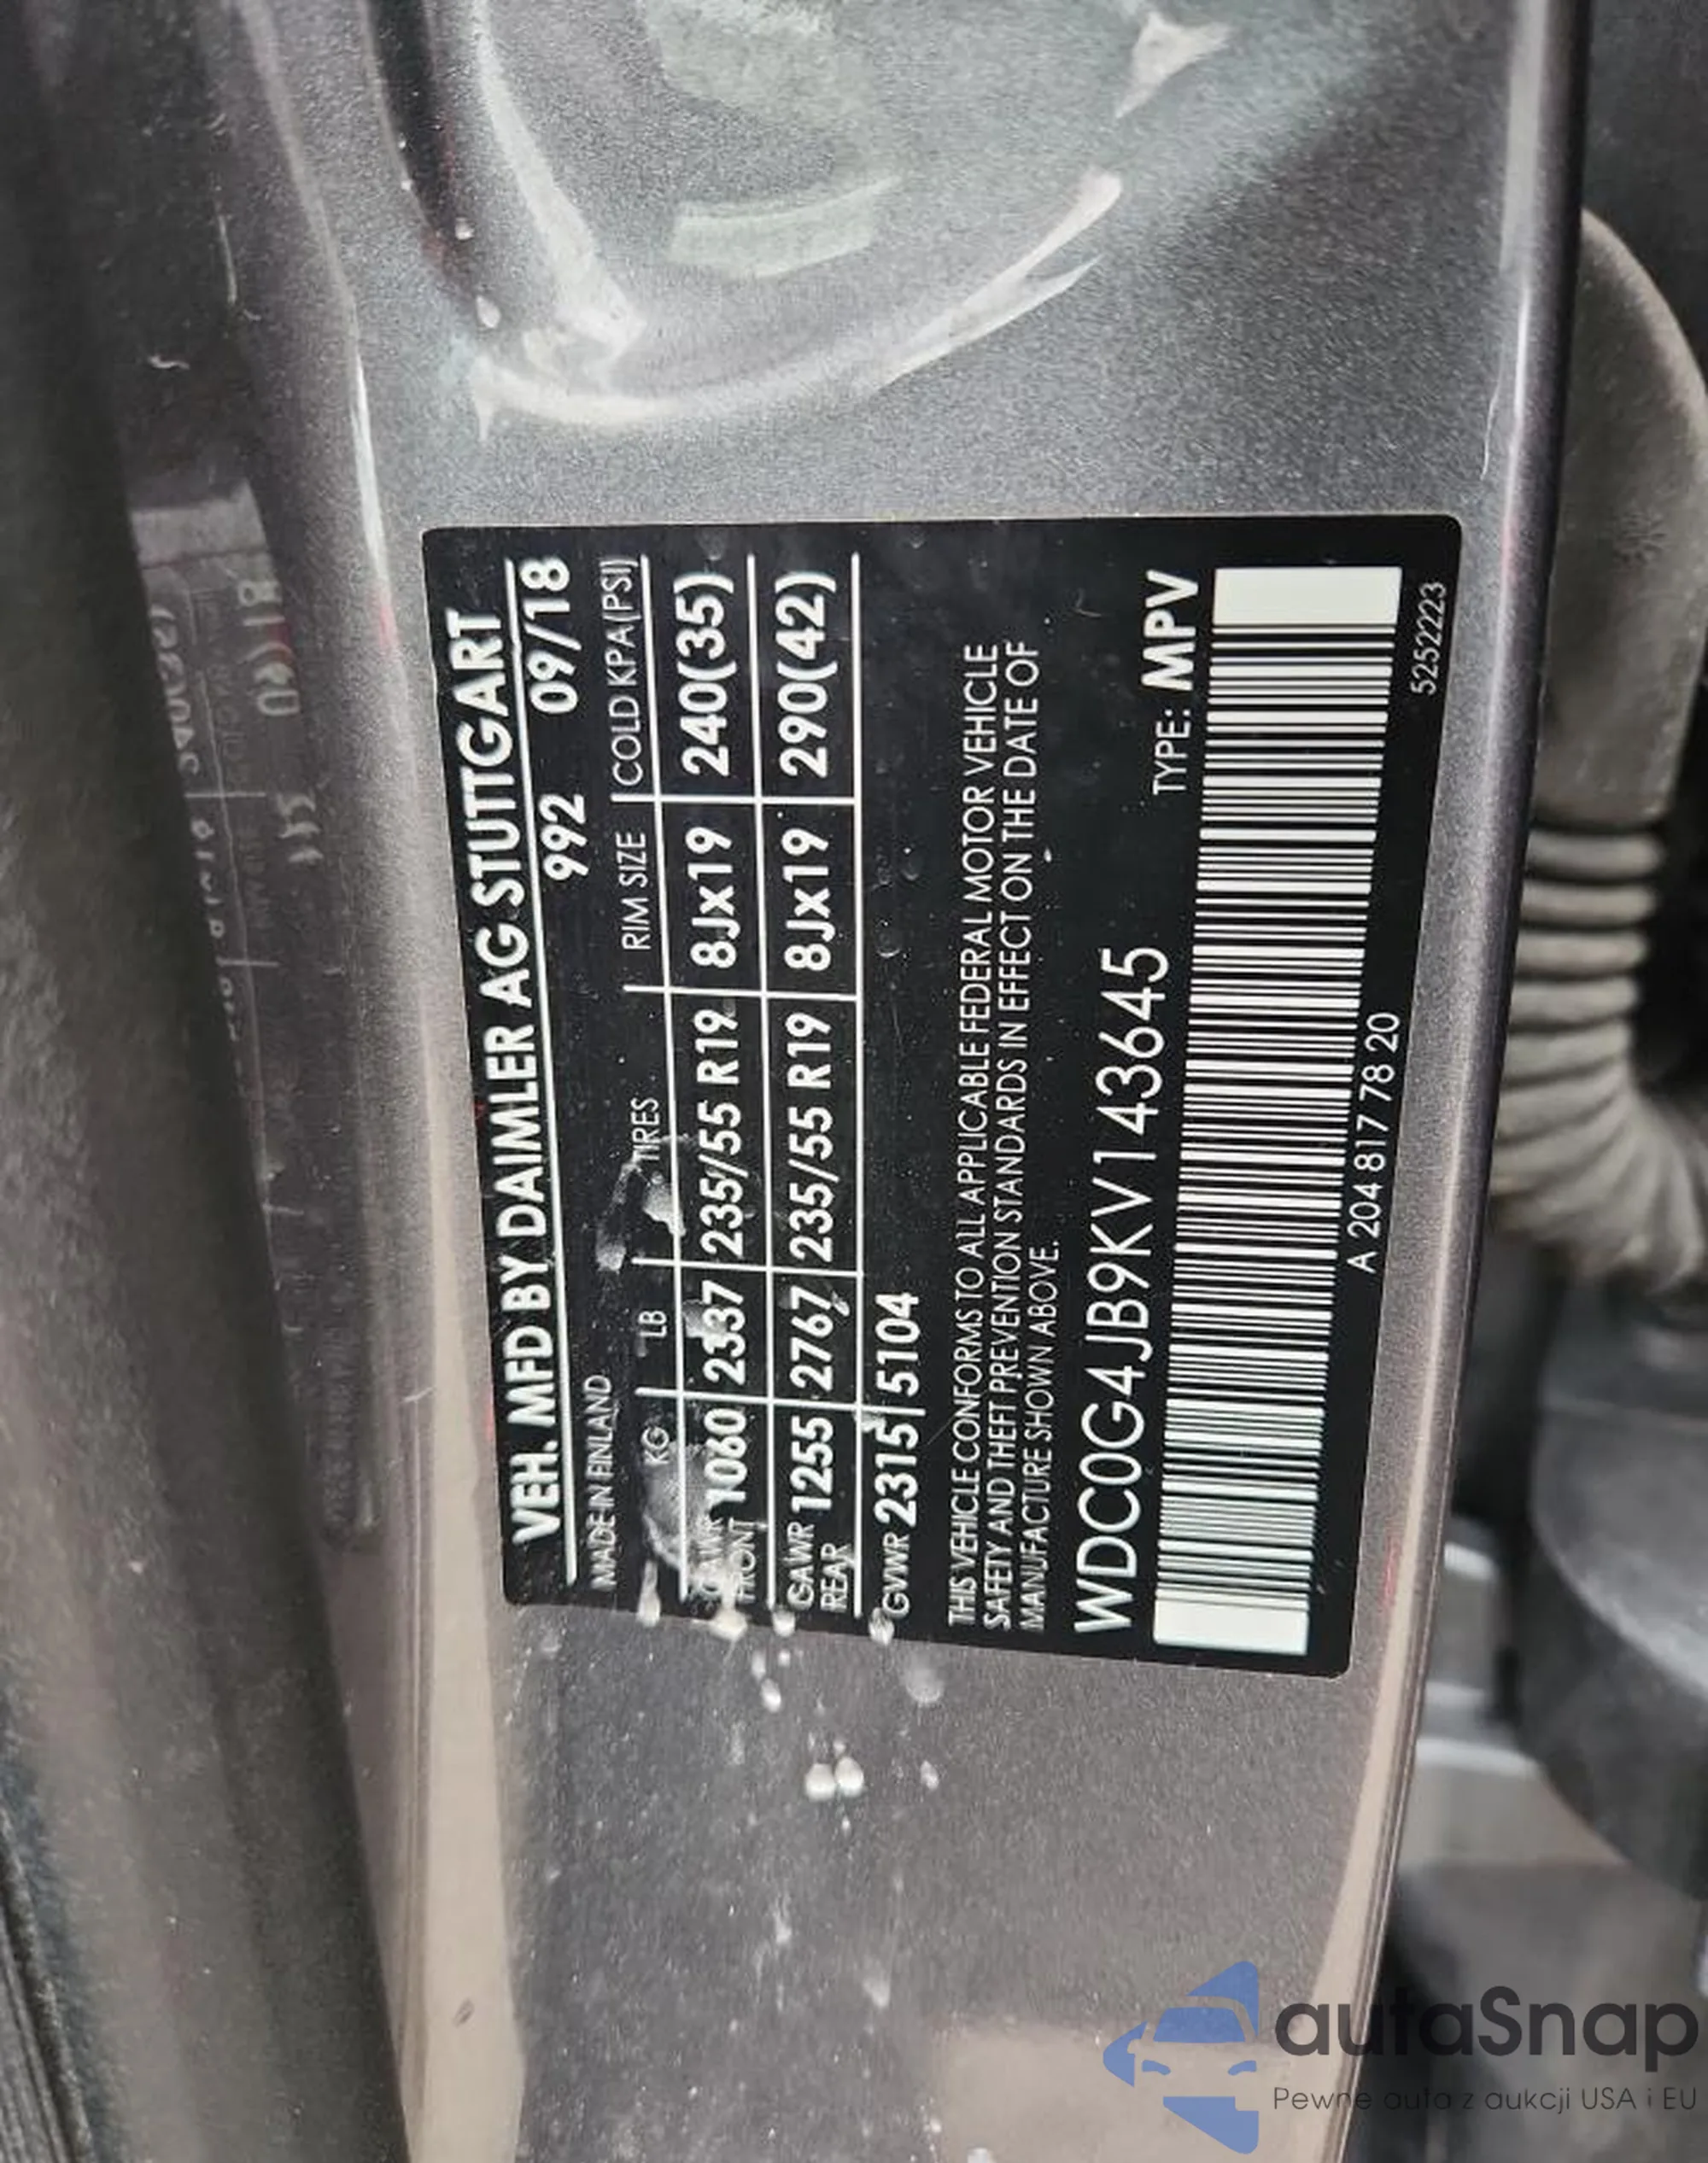 VEH. MFD BY DAIMLER AG STUTTGART
992 09/18
MADE IN FINLAND
KG LB TIRES RIM SIZE COLD KPA(PSI)
GAWR FRONT 1060 2337 235/55 R19 8Jx19 240(35)
GAWR REAR 1255 2767 235/55 R19 8Jx19 290(42)
GVWR 2315 5104
THIS VEHICLE CONFORMS TO ALL APPLICABLE FEDERAL MOTOR VEHICLE
SAFETY AND THEFT PREVENTION STANDARDS IN EFFECT ON THE DATE OF
MANUFACTURE SHOWN ABOVE.
WDC0G4JB9KV143645 TYPE: MPV
A 204 817 78 20
5252223
autaSnap
Pewne auta z aukcji USA i EU